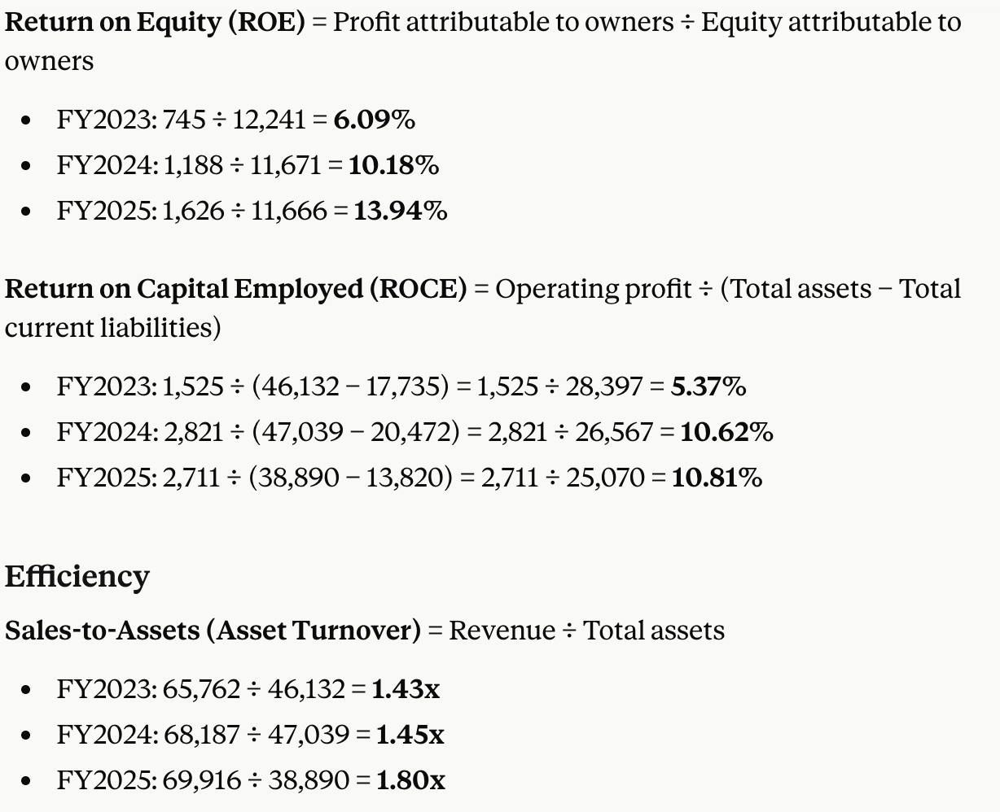 Return on Equity (ROE) = Profit attributable to owners ÷ Equity attributable to
owners
• FY2023: 745 ÷ 12,241 = 6.09%
• FY2024: 1,188 ÷ 11,671 = 10.18%
• FY2025: 1,626 ÷ 11,666 = 13.94%
Return on Capital Employed (ROCE) = Operating profit ÷ (Total assets − Total
current liabilities)
• FY2023: 1,525 ÷ (46,132 − 17,735) = 1,525 ÷ 28,397 = 5.37%
• FY2024: 2,821 ÷ (47,039 − 20,472) = 2,821 ÷ 26,567 = 10.62%
• FY2025: 2,711 ÷ (38,890 − 13,820) = 2,711 ÷ 25,070 = 10.81%
Efficiency
Sales-to-Assets (Asset Turnover) = Revenue ÷ Total assets
• FY2023: 65,762 ÷ 46,132 = 1.43x
• FY2024: 68,187 ÷ 47,039 = 1.45x
• FY2025: 69,916 ÷ 38,890 = 1.80x